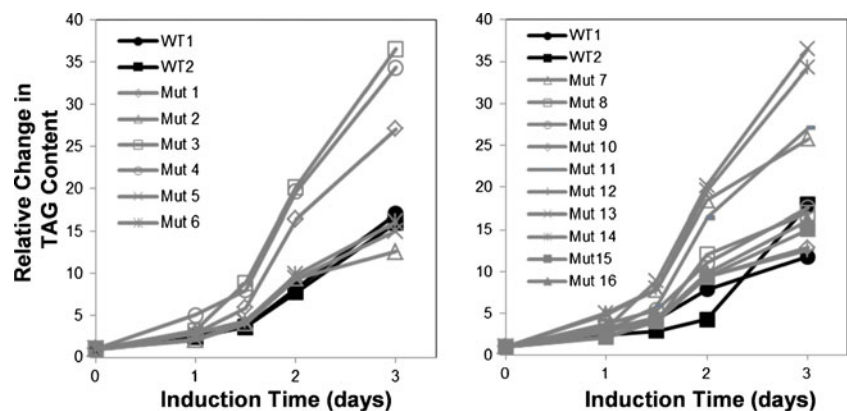 Relative Change in
TAG Content
40
35
30
25
20
15
10
5
0
WT1
WT2
Mut 1
Mut 2
Mut 3
Mut 4
Mut 5
Mut 6
0
1
2
3
Induction Time (days)
40
35
30
25
20
15
10
5
0
WT1
WT2
Mut 7
Mut 8
Mut 9
Mut 10
Mut 11
Mut 12
Mut 13
Mut 14
Mut15
Mut 16
0
1
2
3
Induction Time (days)